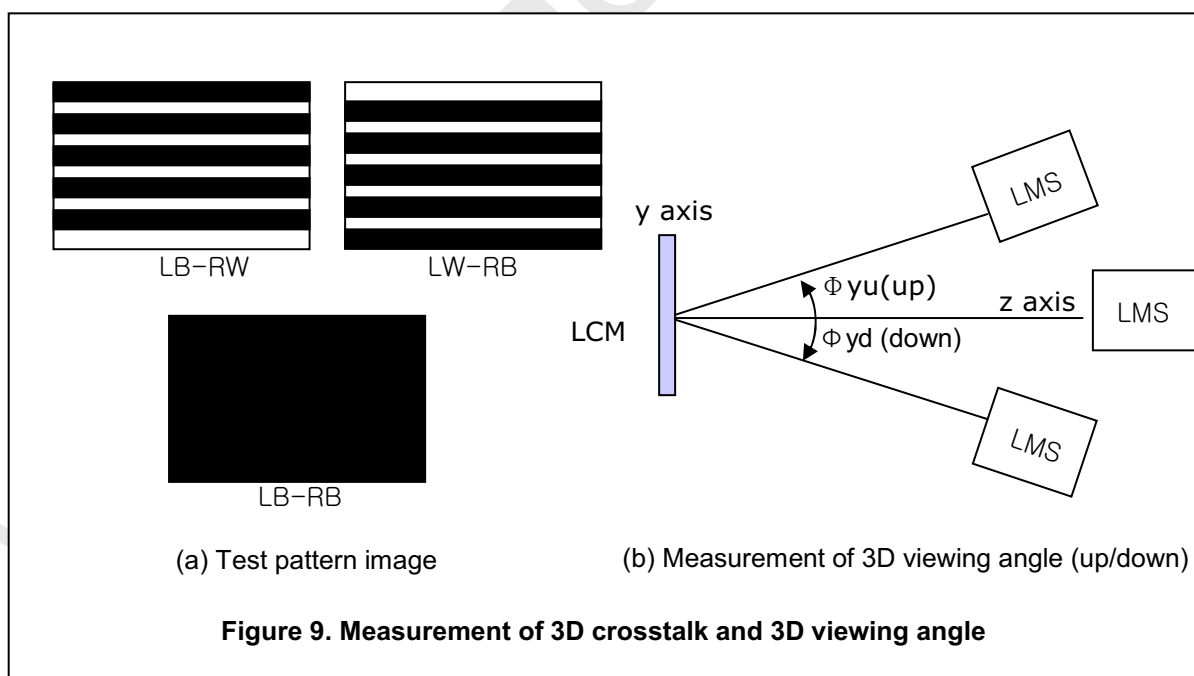 LB-RW
LW-RB
LB-RB
(a) Test pattern image
y axis
LCM
Φ yu(up)
z axis
Φ yd (down)
LMS
LMS
LMS
(b) Measurement of 3D viewing angle (up/down)
Figure 9. Measurement of 3D crosstalk and 3D viewing angle